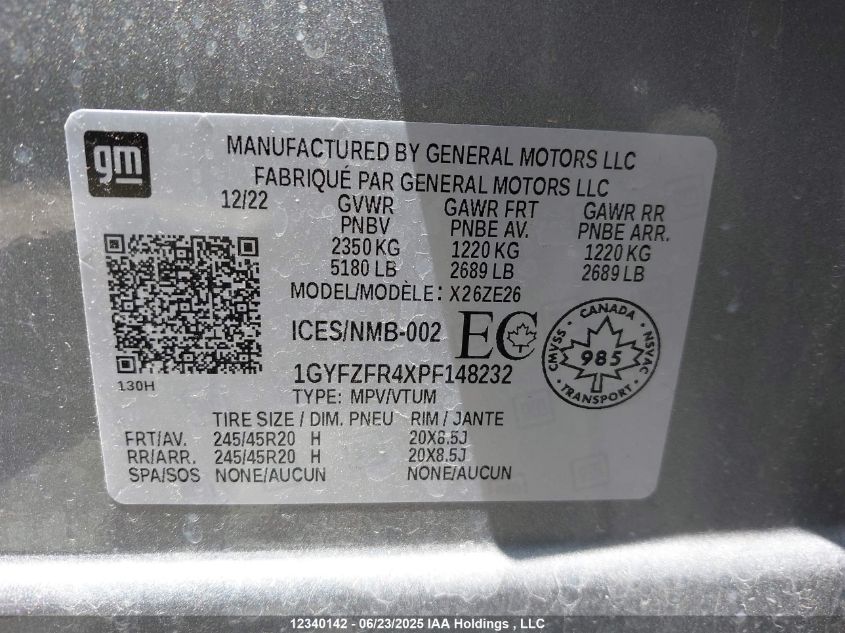 gm
MANUFACTURED BY GENERAL MOTORS LLC
FABRIQUÉ PAR GENERAL MOTORS LLC
12/22 GVWR GAWR FRT GAWR RR
PNBV PNBE AV. PNBE ARR.
2350 KG 1220 KG 1220 KG
5180 LB 2689 LB 2689 LB
MODEL/MODÈLE: X26ZE26
ICES/NMB-002 EC
CANADA
CMVSS 985 NSVAC
TRANSPORT
130H
1GYFZFR4XPF148232
TYPE: MPV/VTUM
TIRE SIZE / DIM. PNEU RIM / JANTE
FRT/AV. 245/45R20 H 20X8.5J
RR/ARR. 245/45R20 H 20X8.5J
SPA/SOS NONE/AUCUN NONE/AUCUN
12340142 - 06/23/2025 IAA Holdings , LLC